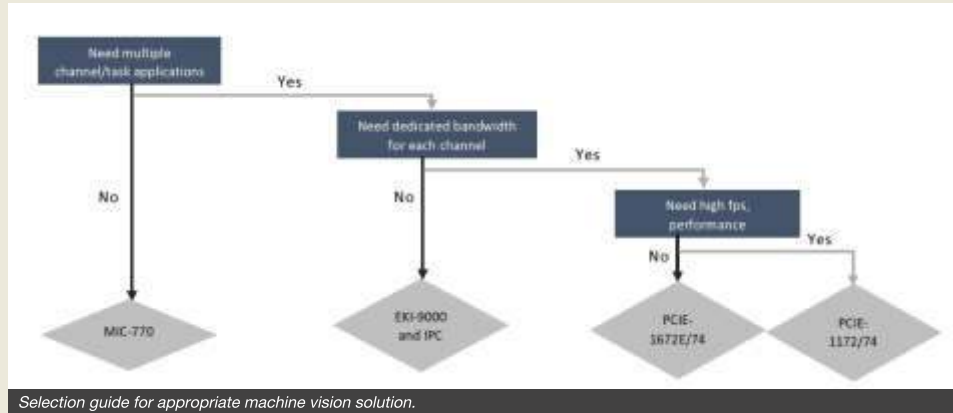 Need multiple
channel/task applications
Yes
Need dedicated bandwidth
for each channel
Yes
No
No
Need high fps,
performance
Yes
No
MIC-770
EKI-9000
and IPC
PCIE-
1672E/74
PCIE-
1172/74
Selection guide for appropriate machine vision solution.